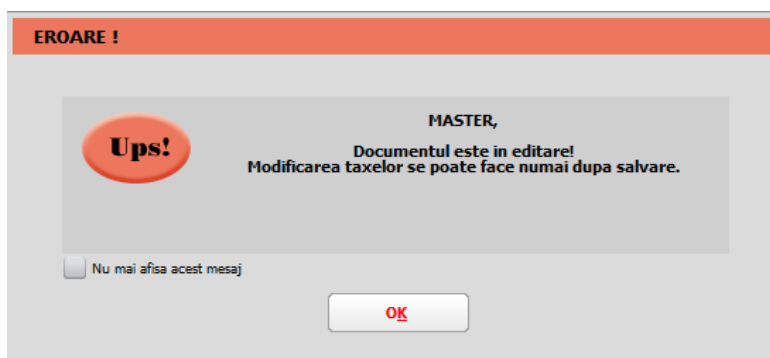 EROARE !
Ups!
MASTER,
Documentul este in editare!
Modificarea taxelor se poate face numai dupa salvare.
Nu mai afisa acest mesaj
OK